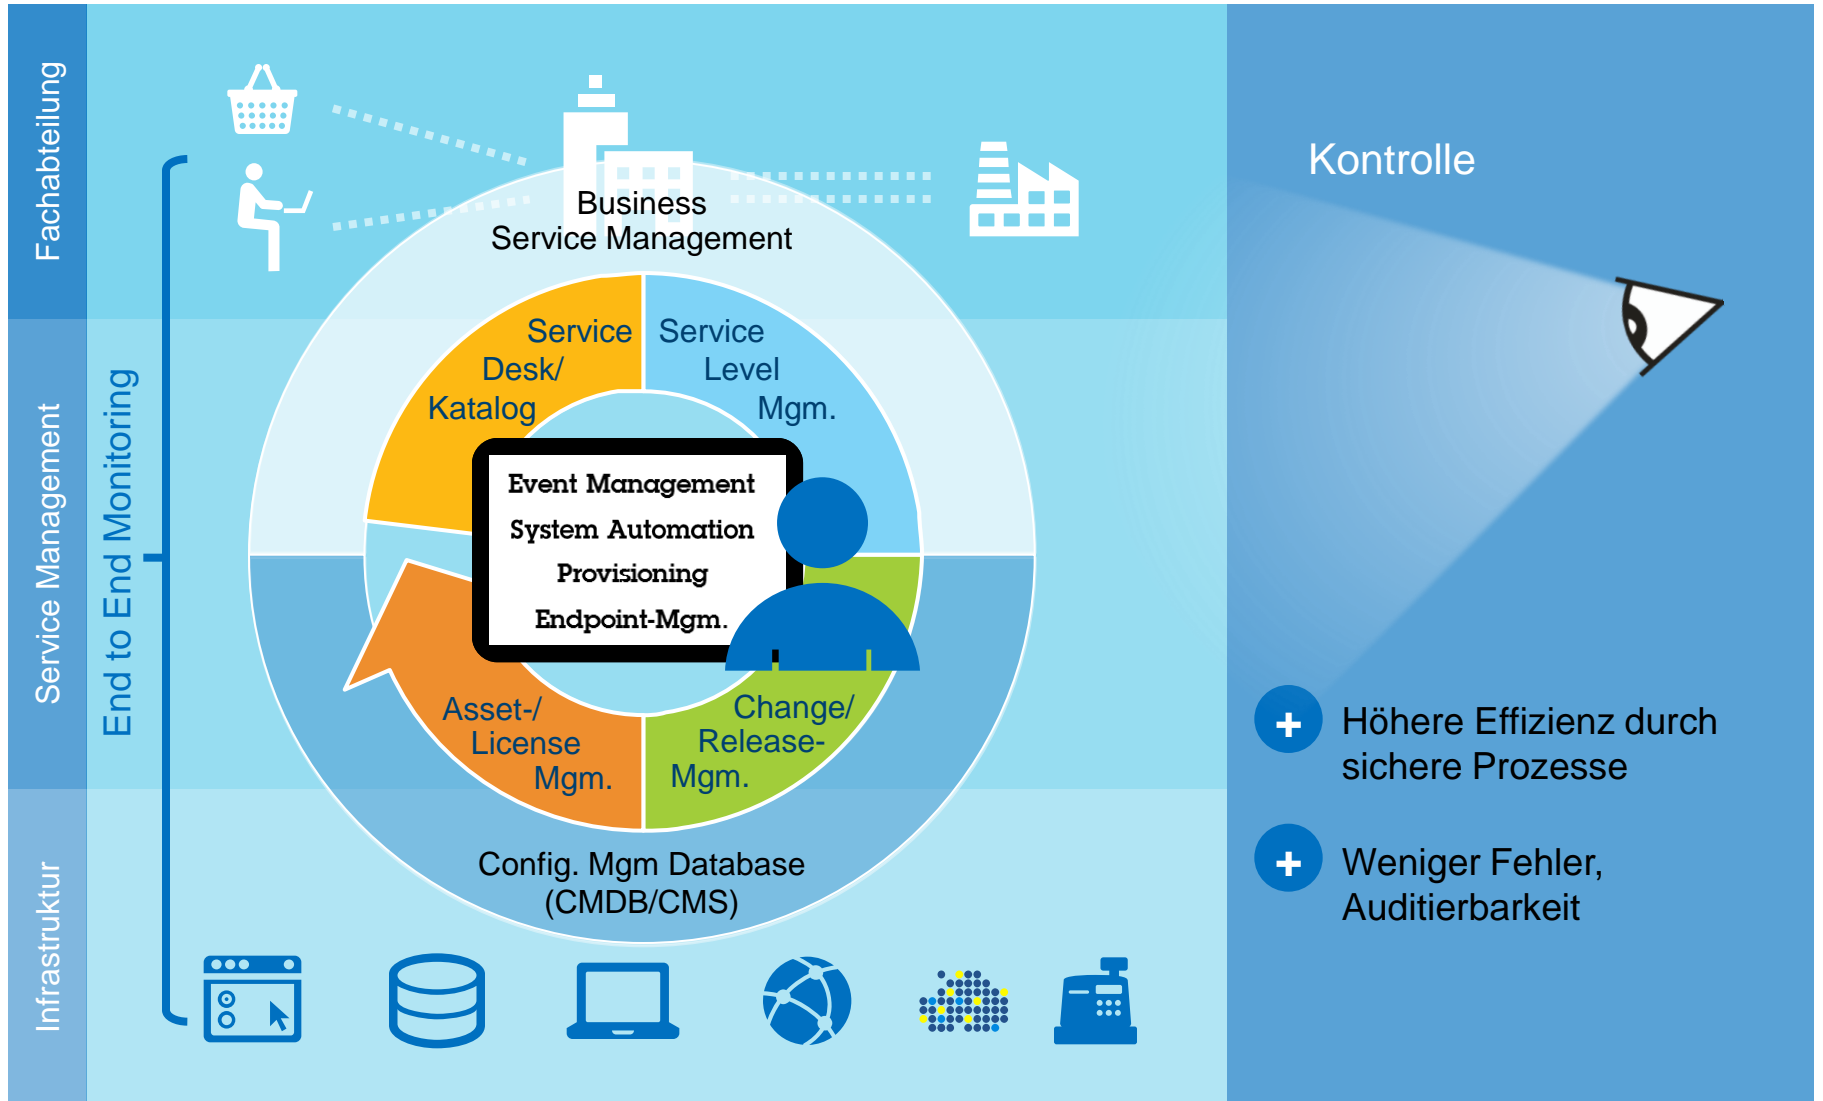 Fachabteilung
Service Management
Infrastruktur
End to End Monitoring
Business
Service Management
Service
Desk/
Katalog
Service
Level
Mgm.
Event Management
System Automation
Provisioning
Endpoint-Mgm.
Asset-/
License
Mgm.
Change/
Release-
Mgm.
Config. Mgm Database
(CMDB/CMS)
Kontrolle
+ Höhere Effizienz durch
sichere Prozesse
+ Weniger Fehler,
Auditierbarkeit